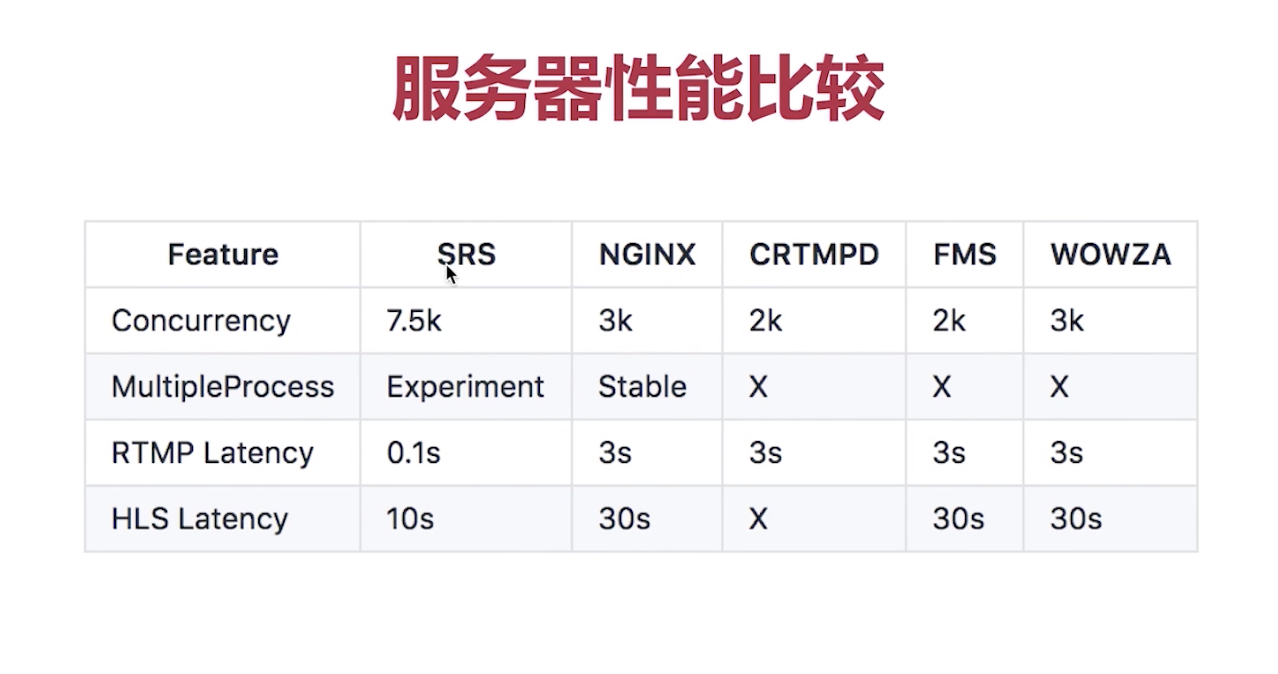 服务器性能比较
Feature SRS NGINX CRTMPD FMS WOWZA
Concurrency 7.5k 3k 2k 2k 3k
MultipleProcess Experiment Stable X X X
RTMP Latency 0.1s 3s 3s 3s 3s
HLS Latency 10s 30s X 30s 30s